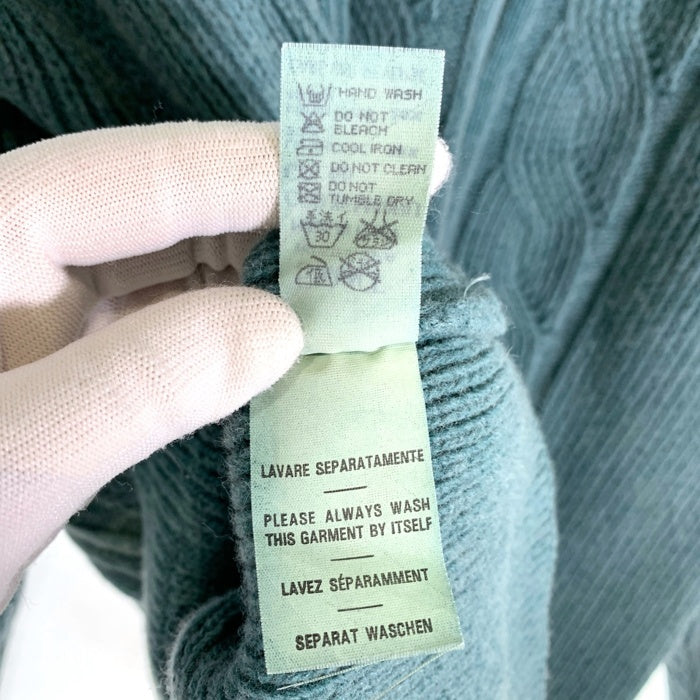 HAND WASH
DO NOT
BLEACH
COOL IRON
DO NOT CLEAN
DO NOT
TUMBLE DRY
30
LAVARE SEPARATAMENTE
PLEASE ALWAYS WASH
THIS GARMENT BY ITSELF
LAVEZ SÉPARAMMENT
SEPARAT WASCHEN